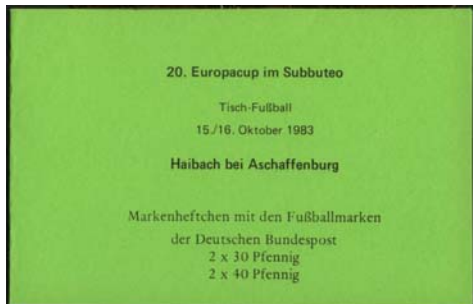 20. Europacup im Subbuteo
Tisch-Fußball
15./16. Oktober 1983
Haibach bei Aschaffenburg
Markenheftchen mit den Fußballmarken
der Deutschen Bundespost
2 x 30 Pfennig
2 x 40 Pfennig